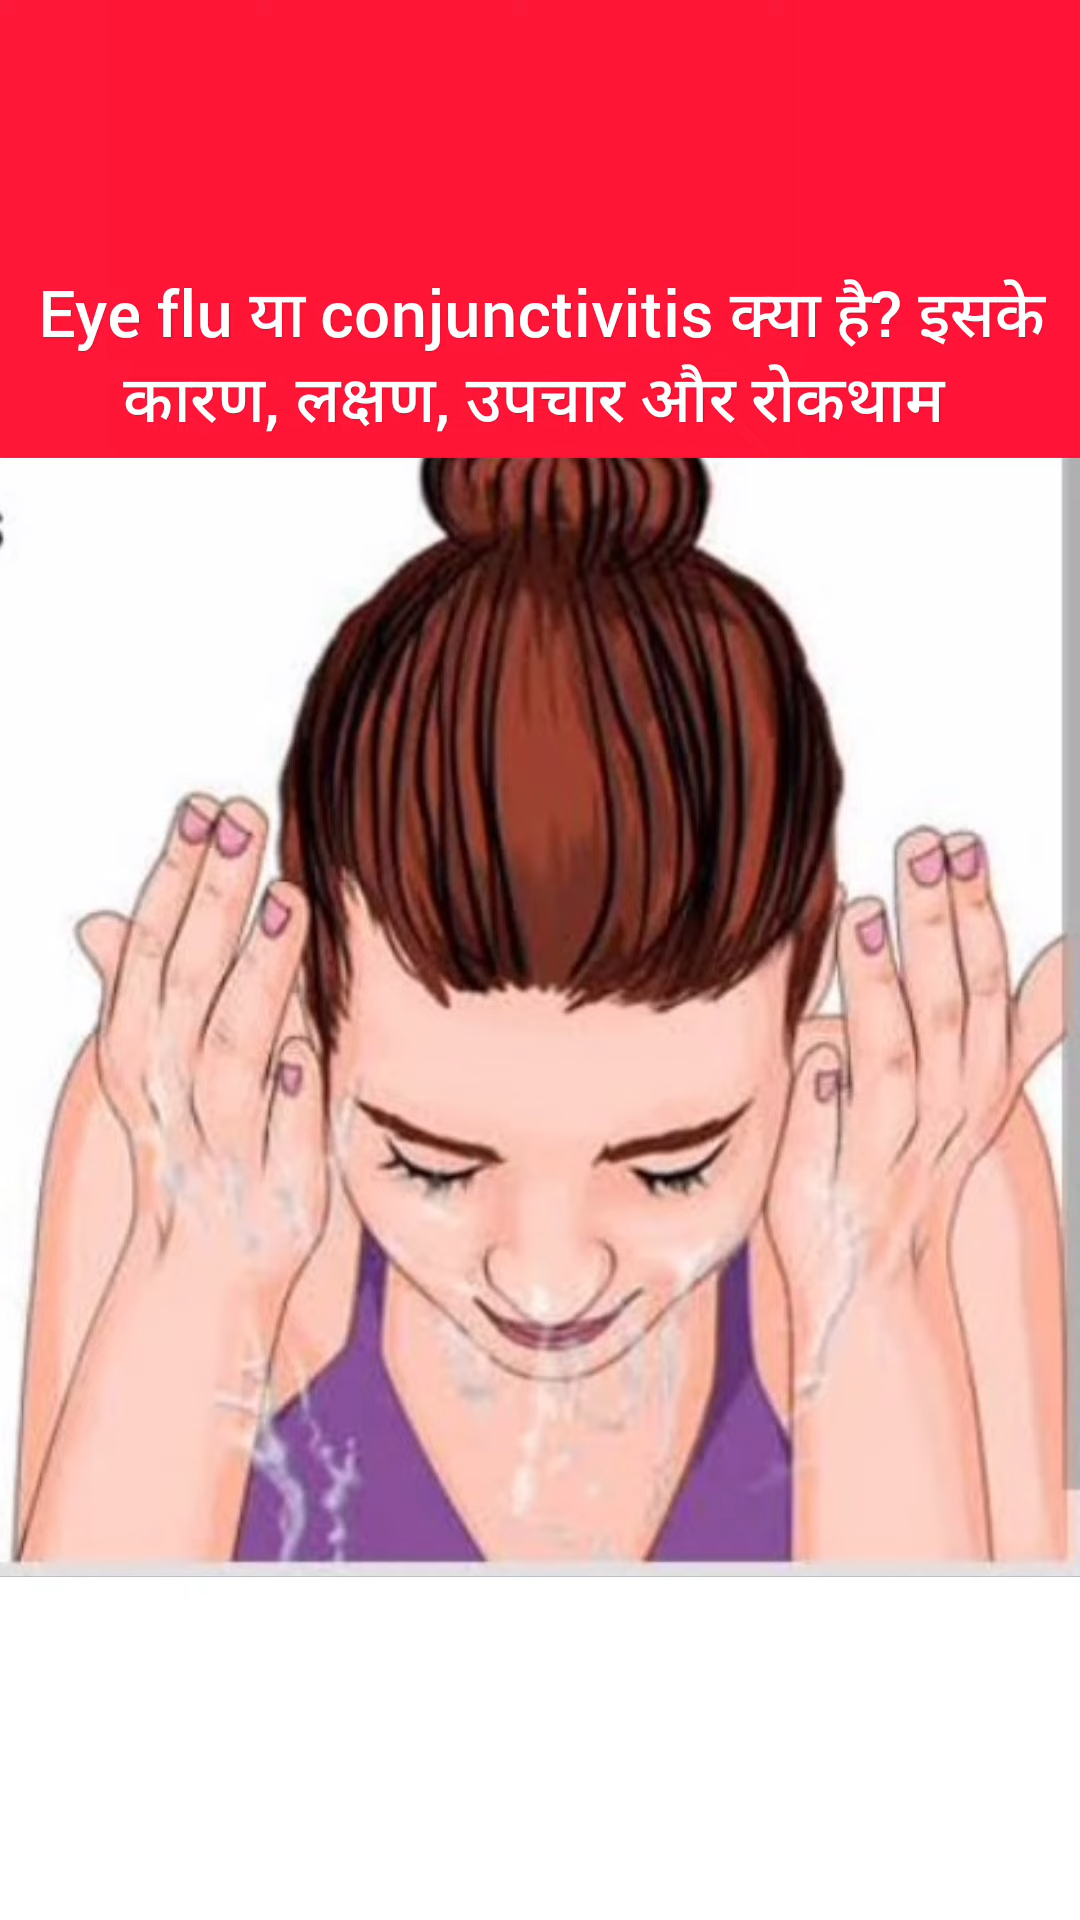 Eye flu या conjunctivitis क्या है? इसके
कारण, लक्षण, उपचार और रोकथाम